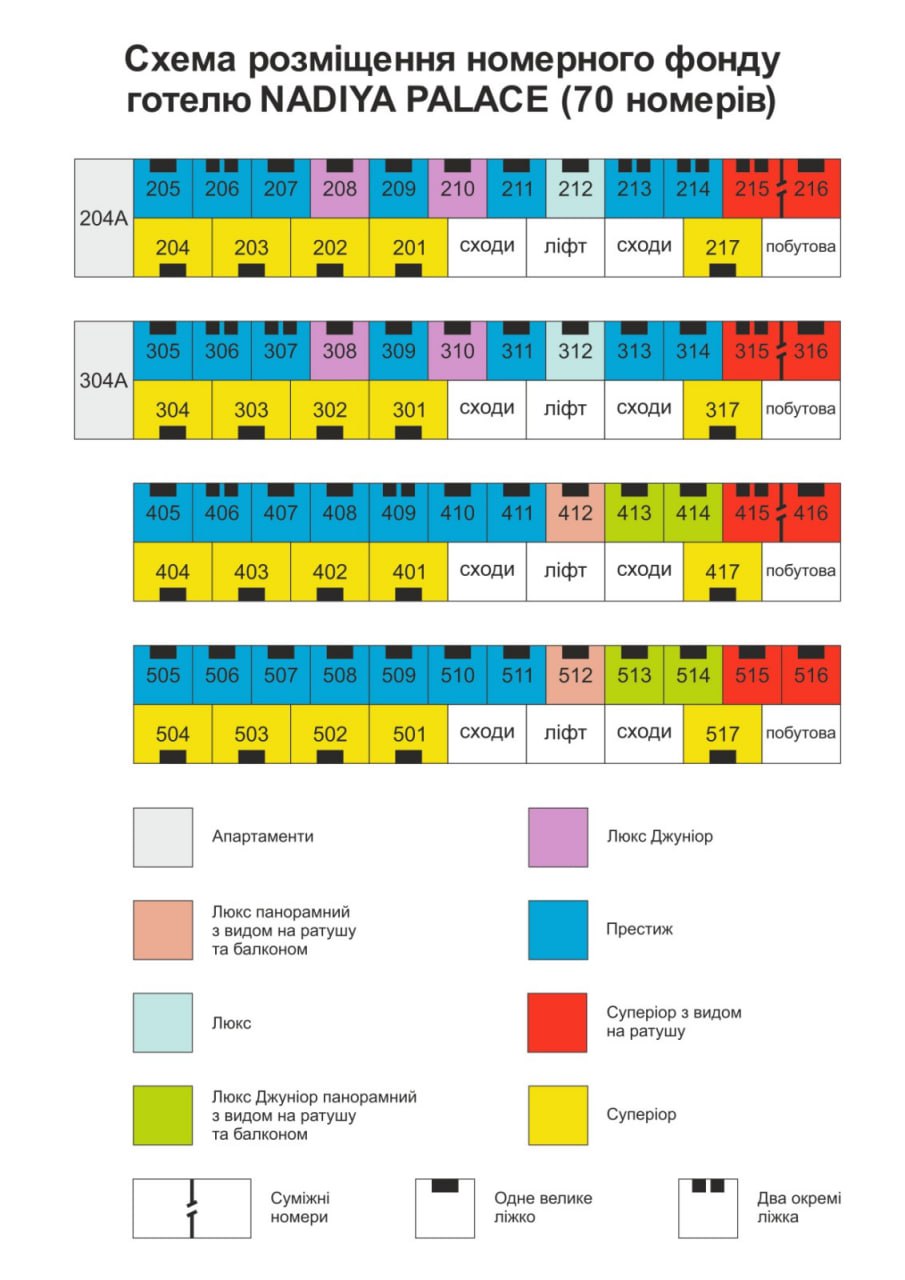 Схема розміщення номерного фонду
готелю NADIYA PALACE (70 номерів)
204А
205 206 207 208 209 210 211 212 213 214 215 216
204 203 202 201 сходи ліфт сходи 217 побутова
304А
305 306 307 308 309 310 311 312 313 314 315 316
304 303 302 301 сходи ліфт сходи 317 побутова
405 406 407 408 409 410 411 412 413 414 415 416
404 403 402 401 сходи ліфт сходи 417 побутова
505 506 507 508 509 510 511 512 513 514 515 516
504 503 502 501 сходи ліфт сходи 517 побутова
Апартаменти
Люкс Джуніор
Люкс панорамний
з видом на ратушу
та балконом
Престиж
Люкс
Суперіор з видом
на ратушу
Люкс Джуніор панорамний
з видом на ратушу
та балконом
Суперіор
Суміжні
номери
Одне велике
ліжко
Два окремі
ліжка